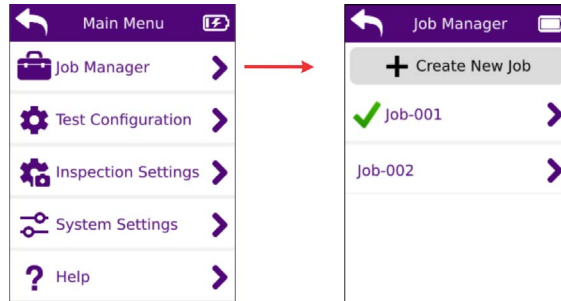 Main Menu
Job Manager
Test Configuration
Inspection Settings
System Settings
? Help
Job Manager
+ Create New Job
Job-001
Job-002